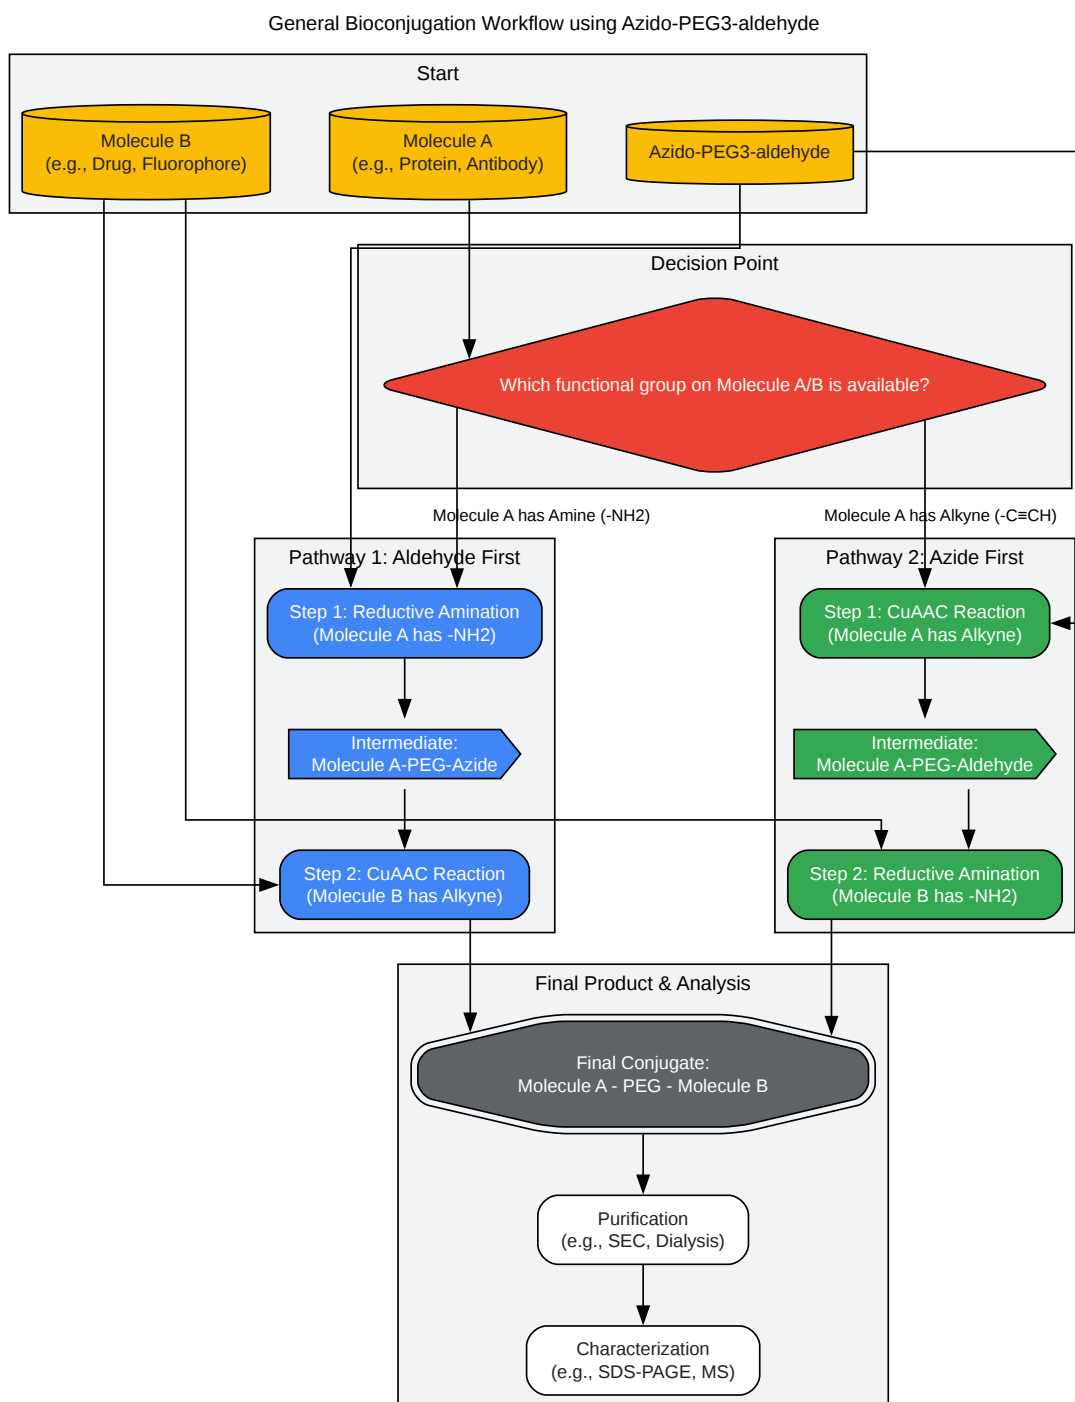 General Bioconjugation Workflow using Azido-PEG3-aldehyde
Start
Molecule B
(e.g., Drug, Fluorophore)
Molecule A
(e.g., Protein, Antibody)
Azido-PEG3-aldehyde
Decision Point
Which functional group on Molecule A/B is available?
Molecule A has Amine (-NH2)
Molecule A has Alkyne (-C≡CH)
Pathway 1: Aldehyde First
Step 1: Reductive Amination
(Molecule A has -NH2)
Intermediate:
Molecule A-PEG-Azide
Step 2: CuAAC Reaction
(Molecule B has Alkyne)
Pathway 2: Azide First
Step 1: CuAAC Reaction
(Molecule A has Alkyne)
Intermediate:
Molecule A-PEG-Aldehyde
Step 2: Reductive Amination
(Molecule B has -NH2)
Final Product & Analysis
Final Conjugate:
Molecule A - PEG - Molecule B
Purification
(e.g., SEC, Dialysis)
Characterization
(e.g., SDS-PAGE, MS)